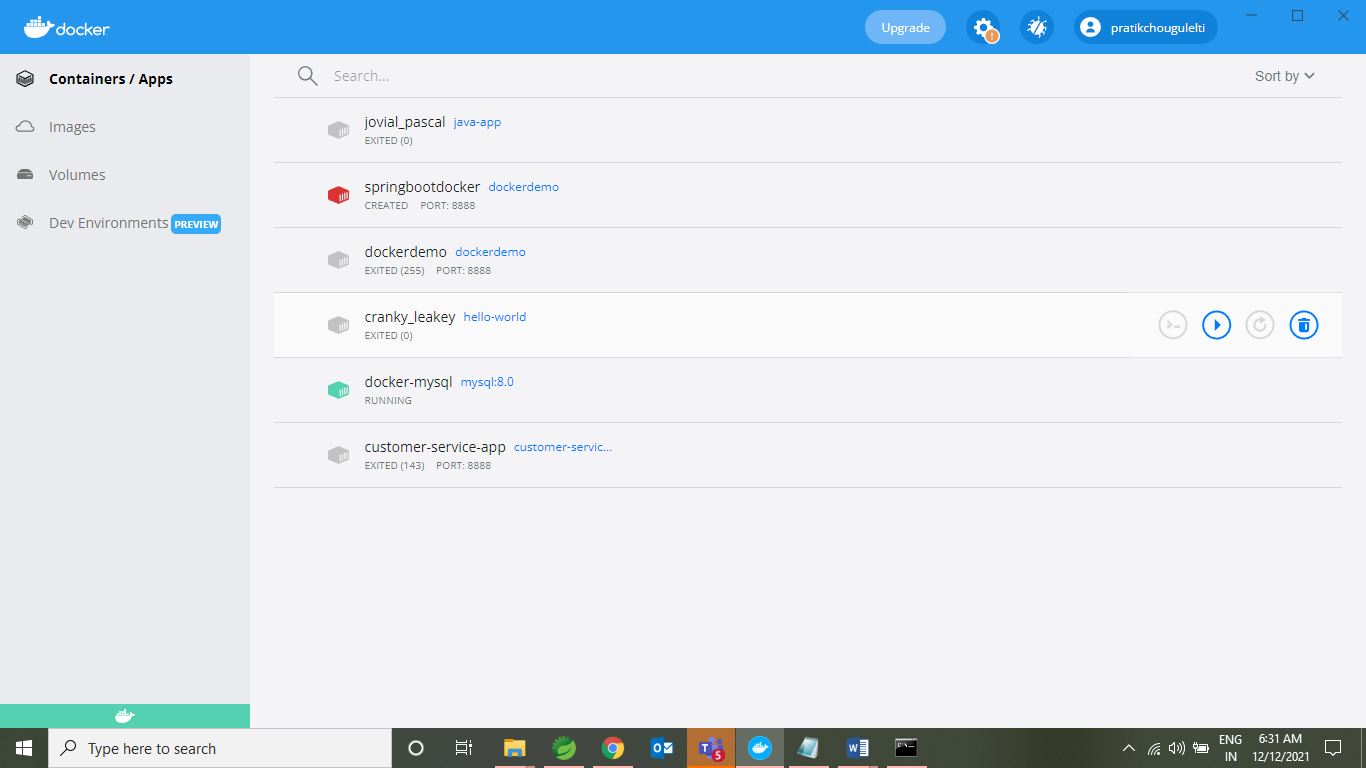 docker
Upgrade
pratikchougulelti
Containers / Apps
Images
Volumes
Dev Environments PREVIEW
Search...
Sort by
jovial_pascal java-app
EXITED (0)
springbootdocker dockerdemo
CREATED PORT: 8888
dockerdemo dockerdemo
EXITED (255) PORT: 8888
cranky_leakey hello-world
EXITED (0)
docker-mysql mysql:8.0
RUNNING
customer-service-app customer-servic...
EXITED (143) PORT: 8888
Type here to search
5
ENG
IN
6:31 AM
12/12/2021